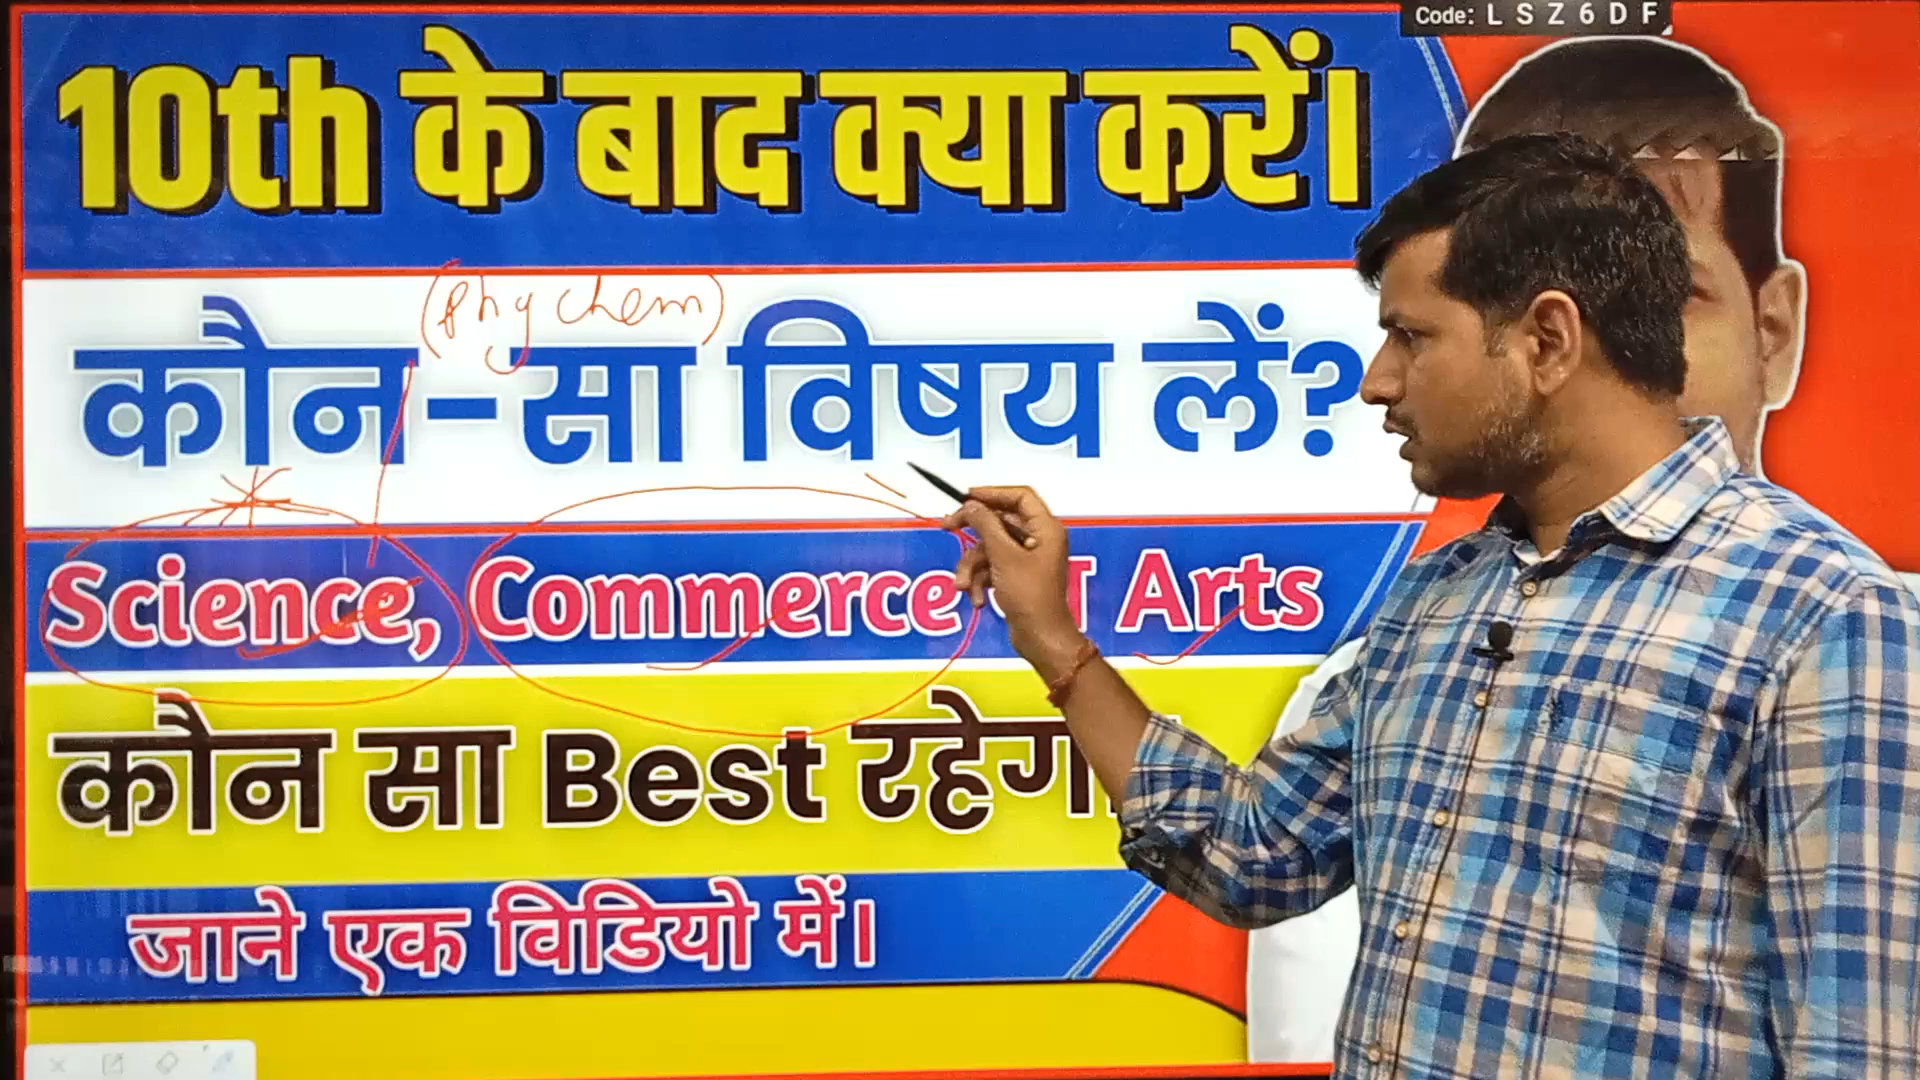 Code: L S Z 6 D F
10th के बाद क्या करें।
(Phy chem)
कौन-सा विषय लें?
Science, Commerce Arts
कौन सा Best
जाने एक विडियो में।